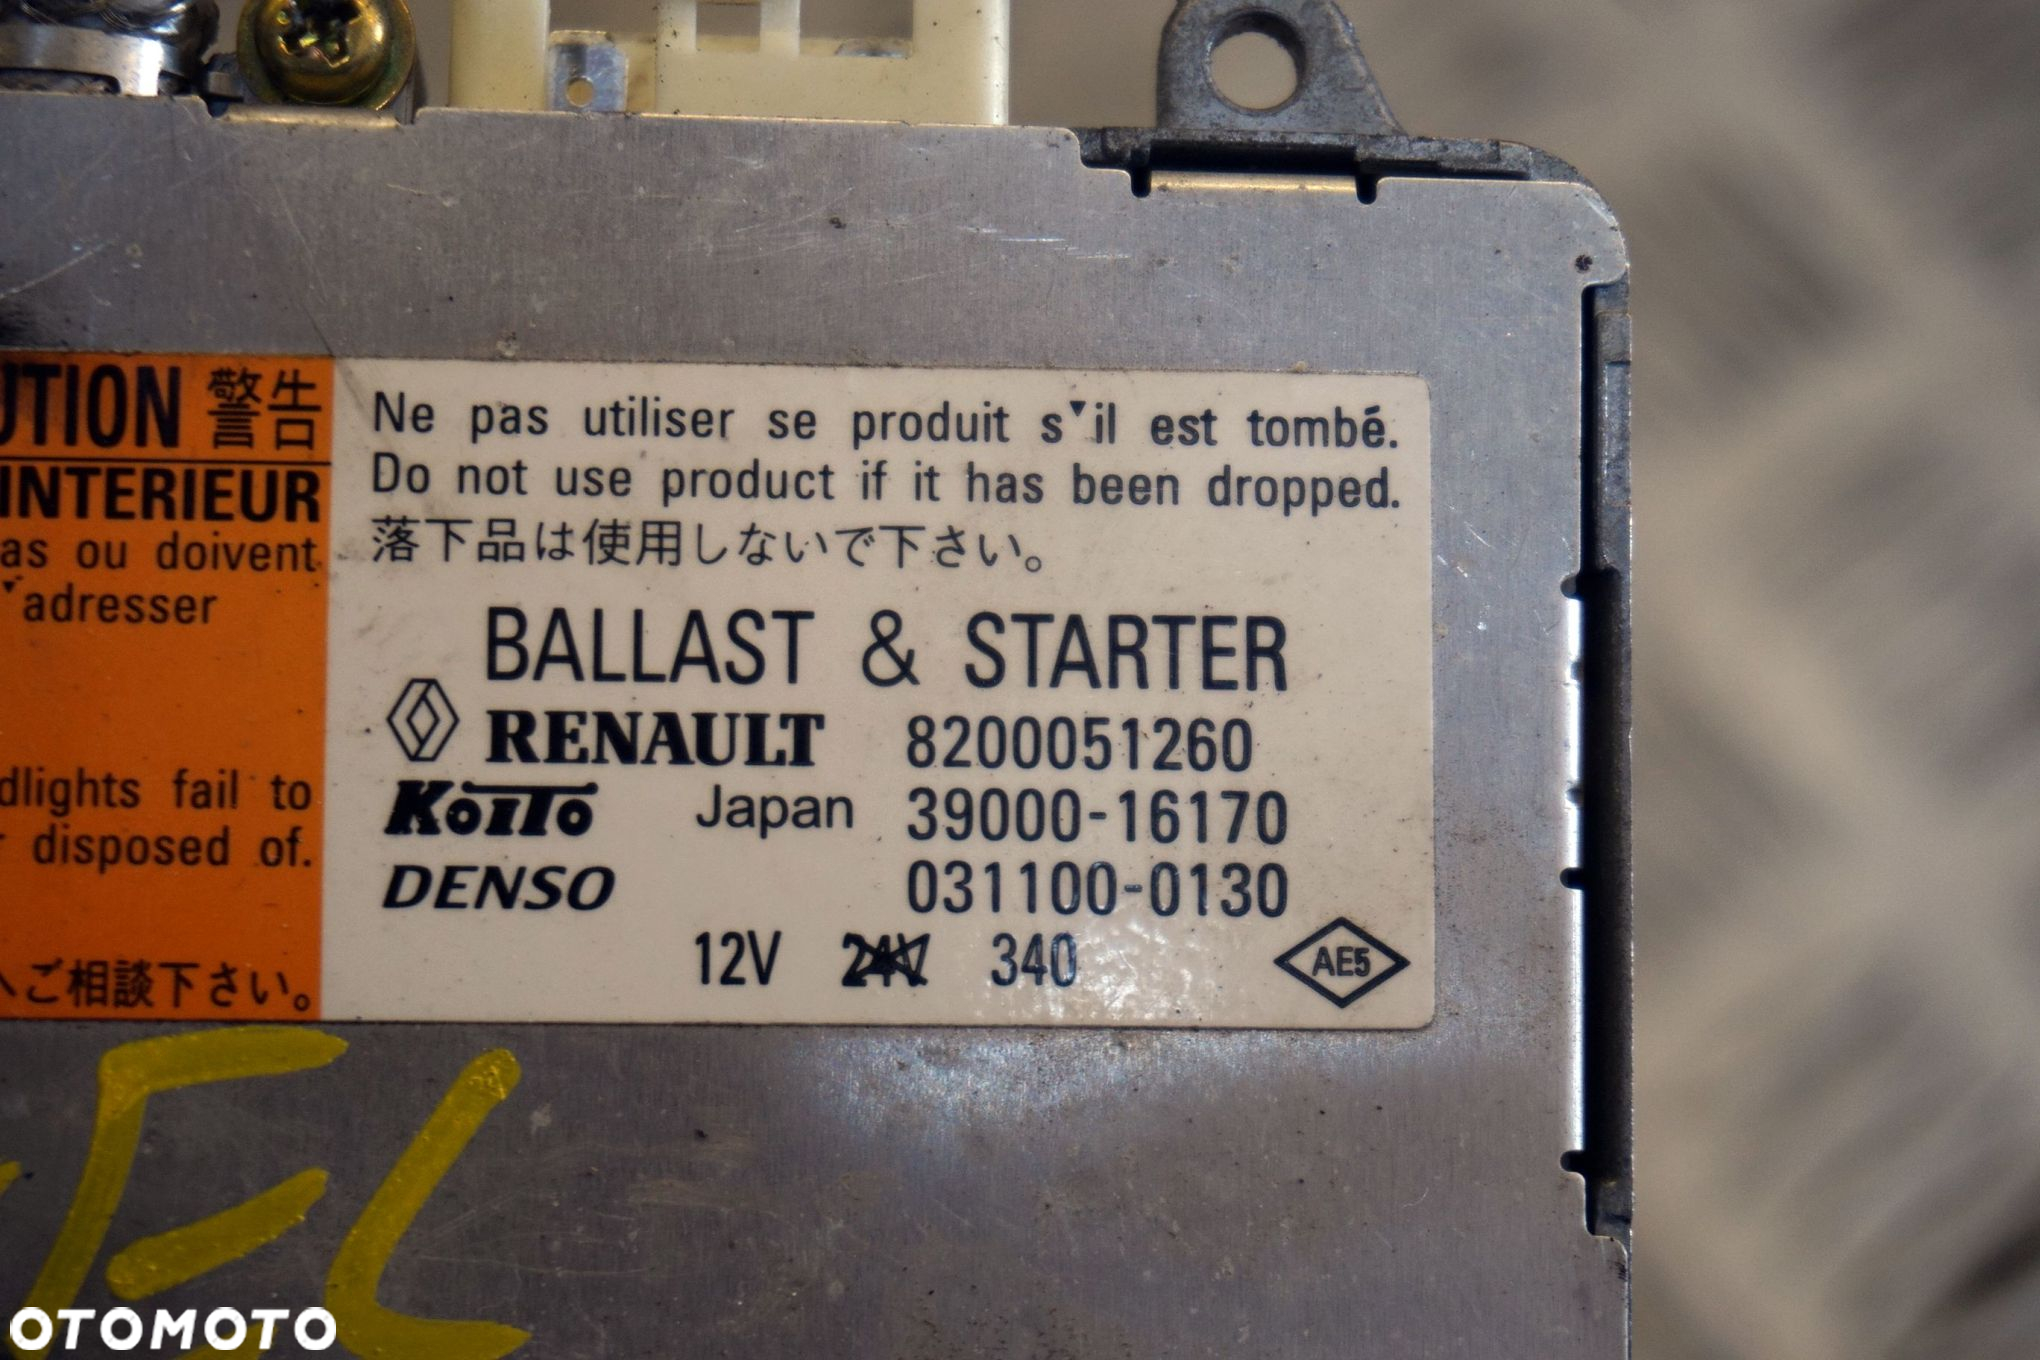 UTION 警告
INTERIEUR
as ou doivent
'adresser
dlights fail to
r disposed of.
へご相談下さい。
Ne pas utiliser se produit s'il est tombé.
Do not use product if it has been dropped.
落下品は使用しないで下さい。
BALLAST & STARTER
RENAULT 8200051260
KOITO Japan 39000-16170
DENSO 031100-0130
12V 24V 340 AE5
OTOMOTO